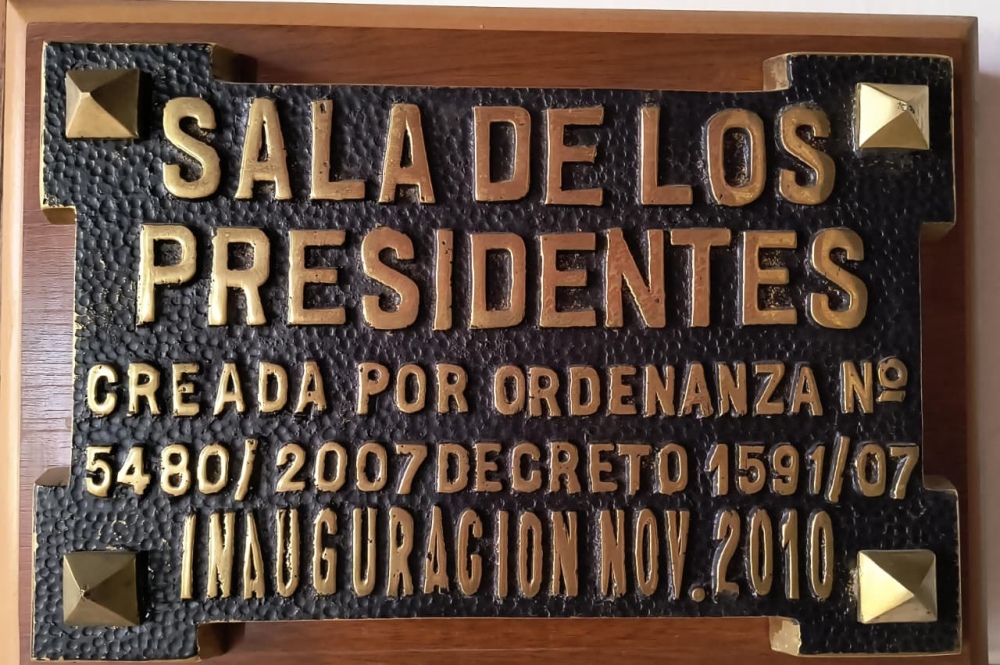 SALA DE LOS
PRESIDENTES
CREADA POR ORDENANZA Nº
5480/2007 DECRETO 1591/07
INAUGURACION NOV. 2010